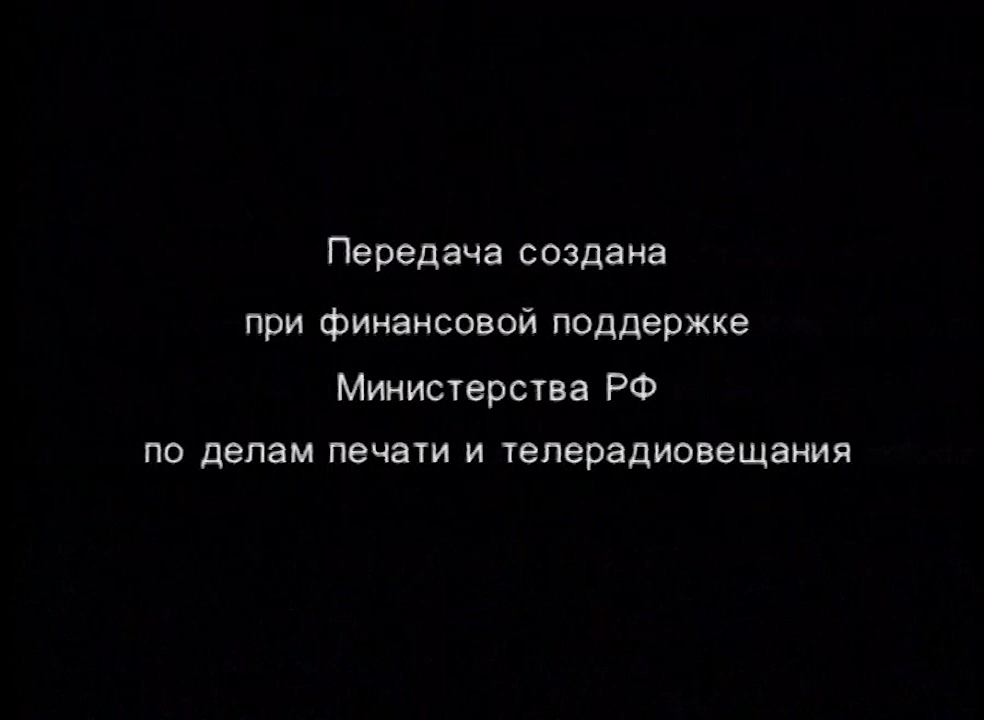 Передача создана
при финансовой поддержке
Министерства РФ
по делам печати и телерадиовещания